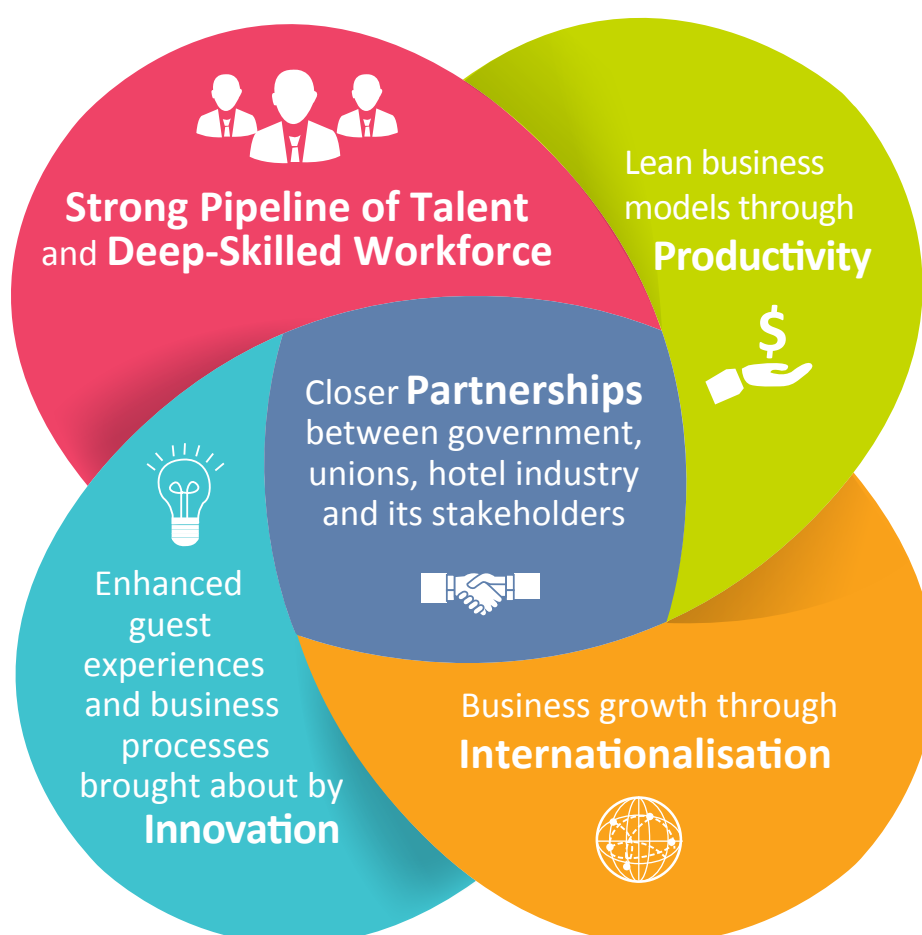 Strong Pipeline of Talent
and Deep-Skilled Workforce
Lean business
models through
Productivity
$
Closer Partnerships
between government,
unions, hotel industry
and its stakeholders
Enhanced
guest
experiences
and business
processes
brought about by
Innovation
Business growth through
Internationalisation